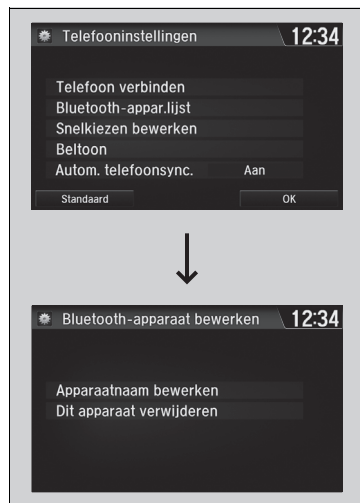 Telefooninstellingen 12:34
Telefoon verbinden
Bluetooth-appar.lijst
Snelkiezen bewerken
Beltoon
Autom. telefoonsync. Aan
Standaard OK
Bluetooth-apparaat bewerken 12:34
Apparaatnaam bewerken
Dit apparaat verwijderen